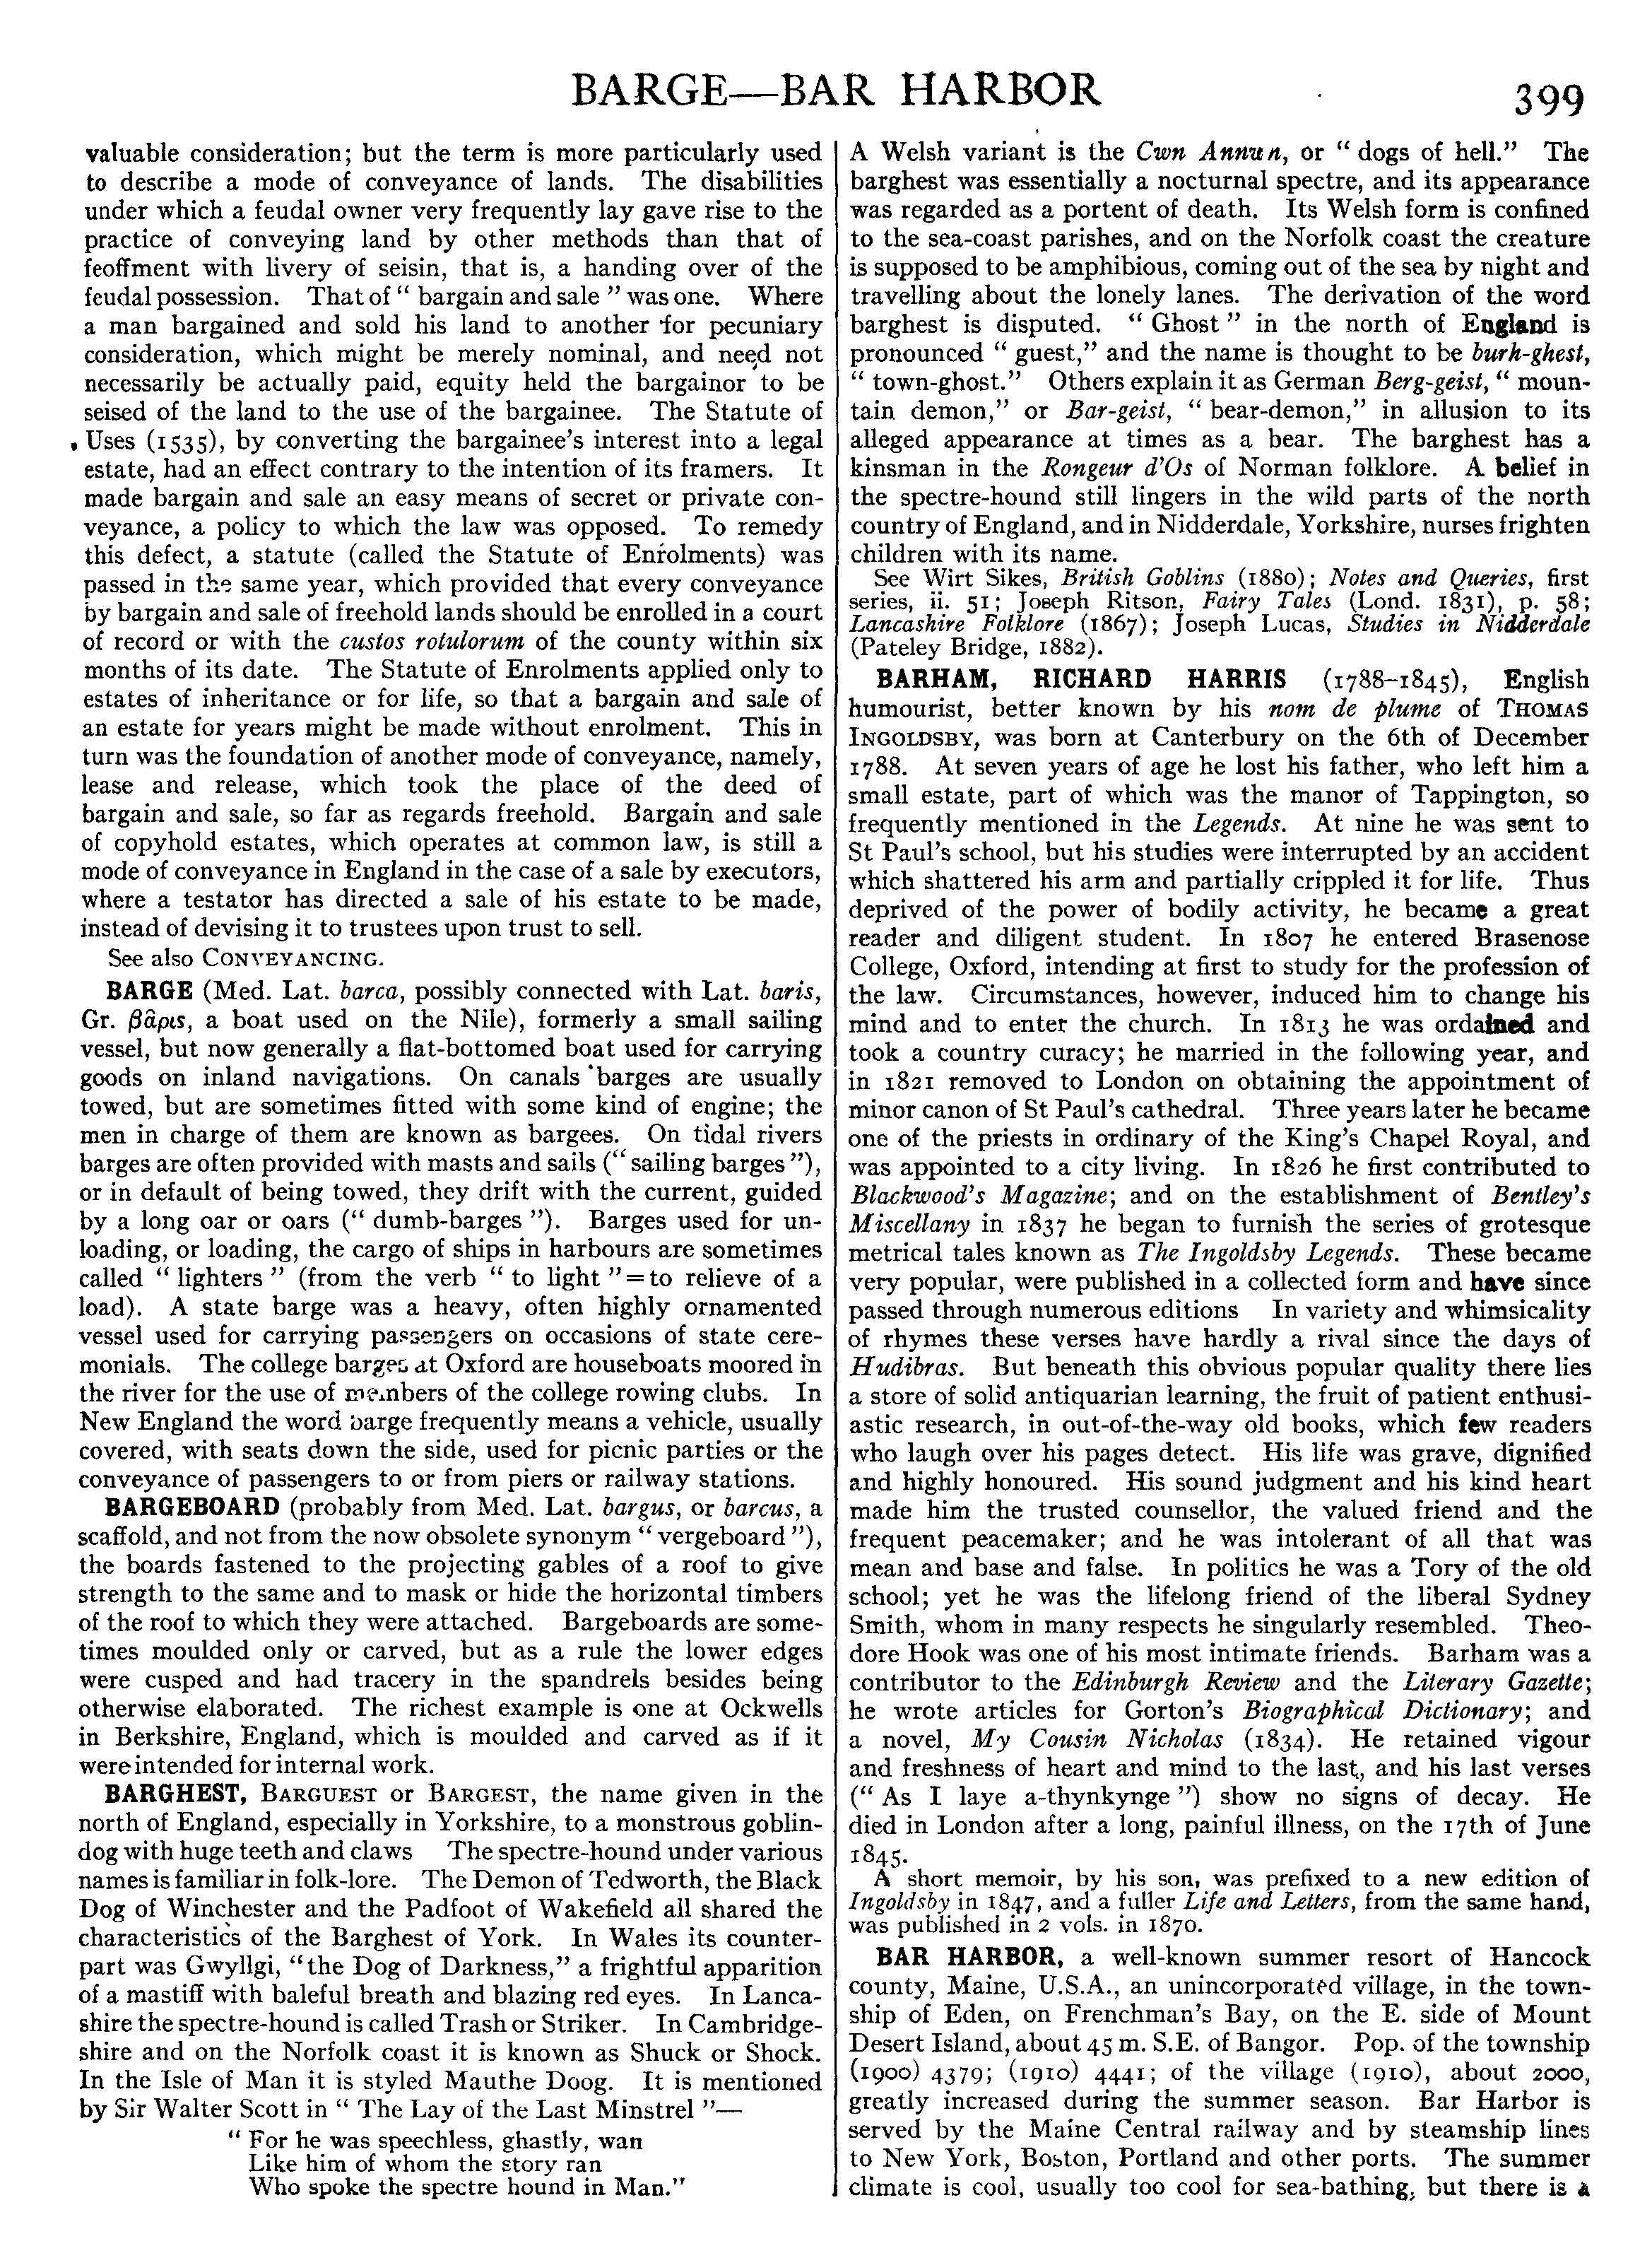 BARGE—BAR HARBOR
399
valuable consideration; but the term is more particularly used
to describe a mode of conveyance of lands. The disabilities
under which a feudal owner very frequently lay gave rise to the
practice of conveying land by other methods than that of
feoffment with livery of seisin, that is, a handing over of the
feudal possession. That of “ bargain and sale ” was one. Where
a man bargained and sold his land to another for pecuniary
consideration, which might be merely nominal, and need not
necessarily be actually paid, equity held the bargainor to be
seised of the land to the use of the bargainee. The Statute of
Uses (1535), by converting the bargainee’s interest into a legal
estate, had an effect contrary to the intention of its framers. It
made bargain and sale an easy means of secret or private con-
veyance, a policy to which the law was opposed. To remedy
this defect, a statute (called the Statute of Enrolments) was
passed in the same year, which provided that every conveyance
by bargain and sale of freehold lands should be enrolled in a court
of record or with the custos rotulorum of the county within six
months of its date. The Statute of Enrolments applied only to
estates of inheritance or for life, so that a bargain and sale of
an estate for years might be made without enrolment. This in
turn was the foundation of another mode of conveyance, namely,
lease and release, which took the place of the deed of
bargain and sale, so far as regards freehold. Bargain and sale
of copyhold estates, which operates at common law, is still a
mode of conveyance in England in the case of a sale by executors,
where a testator has directed a sale of his estate to be made,
instead of devising it to trustees upon trust to sell.
See also CONVEYANCING.
BARGE (Med. Lat. barca, possibly connected with Lat. baris,
Gr. βᾶρις, a boat used on the Nile), formerly a small sailing
vessel, but now generally a flat-bottomed boat used for carrying
goods on inland navigations. On canals barges are usually
towed, but are sometimes fitted with some kind of engine; the
men in charge of them are known as bargees. On tidal rivers
barges are often provided with masts and sails (“ sailing barges ”),
or in default of being towed, they drift with the current, guided
by a long oar or oars (“ dumb-barges ”). Barges used for un-
loading, or loading, the cargo of ships in harbours are sometimes
called “ lighters ” (from the verb “ to light ”=to relieve of a
load). A state barge was a heavy, often highly ornamented
vessel used for carrying passengers on occasions of state cere-
monials. The college barges at Oxford are houseboats moored in
the river for the use of members of the college rowing clubs. In
New England the word barge frequently means a vehicle, usually
covered, with seats down the side, used for picnic parties or the
conveyance of passengers to or from piers or railway stations.
BARGEBOARD (probably from Med. Lat. bargus, or barcus, a
scaffold, and not from the now obsolete synonym “ vergeboard ”),
the boards fastened to the projecting gables of a roof to give
strength to the same and to mask or hide the horizontal timbers
of the roof to which they were attached. Bargeboards are some-
times moulded only or carved, but as a rule the lower edges
were cusped and had tracery in the spandrels besides being
otherwise elaborated. The richest example is one at Ockwells
in Berkshire, England, which is moulded and carved as if it
were intended for internal work.
BARGHEST, BARGUEST or BARGEST, the name given in the
north of England, especially in Yorkshire, to a monstrous goblin-
dog with huge teeth and claws The spectre-hound under various
names is familiar in folk-lore. The Demon of Tedworth, the Black
Dog of Winchester and the Padfoot of Wakefield all shared the
characteristics of the Barghest of York. In Wales its counter-
part was Gwyllgi, “the Dog of Darkness,” a frightful apparition
of a mastiff with baleful breath and blazing red eyes. In Lanca-
shire the spectre-hound is called Trash or Striker. In Cambridge-
shire and on the Norfolk coast it is known as Shuck or Shock.
In the Isle of Man it is styled Mauthe Doog. It is mentioned
by Sir Walter Scott in “ The Lay of the Last Minstrel ”—
“ For he was speechless, ghastly, wan
Like him of whom the story ran
Who spoke the spectre hound in Man.”
A Welsh variant is the Cwn Annun, or “ dogs of hell.” The
barghest was essentially a nocturnal spectre, and its appearance
was regarded as a portent of death. Its Welsh form is confined
to the sea-coast parishes, and on the Norfolk coast the creature
is supposed to be amphibious, coming out of the sea by night and
travelling about the lonely lanes. The derivation of the word
barghest is disputed. “ Ghost ” in the north of England is
pronounced “ guest,” and the name is thought to be burh-ghest,
“ town-ghost.” Others explain it as German Berg-geist, “ moun-
tain demon,” or Bar-geist, “ bear-demon,” in allusion to its
alleged appearance at times as a bear. The barghest has a
kinsman in the Rongeur d’Os of Norman folklore. A belief in
the spectre-hound still lingers in the wild parts of the north
country of England, and in Nidderdale, Yorkshire, nurses frighten
children with its name.
See Wirt Sikes, British Goblins (1880); Notes and Queries, first
series, ii. 51; Joseph Ritson, Fairy Tales (Lond. 1831), p. 58;
Lancashire Folklore (1867); Joseph Lucas, Studies in Nidderdale
(Pateley Bridge, 1882).
BARHAM, RICHARD HARRIS (1788–1845), English
humourist, better known by his nom de plume of THOMAS
INGOLDSBY, was born at Canterbury on the 6th of December
1788. At seven years of age he lost his father, who left him a
small estate, part of which was the manor of Tappington, so
frequently mentioned in the Legends. At nine he was sent to
St Paul’s school, but his studies were interrupted by an accident
which shattered his arm and partially crippled it for life. Thus
deprived of the power of bodily activity, he became a great
reader and diligent student. In 1807 he entered Brasenose
College, Oxford, intending at first to study for the profession of
the law. Circumstances, however, induced him to change his
mind and to enter the church. In 1813 he was ordained and
took a country curacy; he married in the following year, and
in 1821 removed to London on obtaining the appointment of
minor canon of St Paul’s cathedral. Three years later he became
one of the priests in ordinary of the King’s Chapel Royal, and
was appointed to a city living. In 1826 he first contributed to
Blackwood’s Magazine; and on the establishment of Bentley’s
Miscellany in 1837 he began to furnish the series of grotesque
metrical tales known as The Ingoldsby Legends. These became
very popular, were published in a collected form and have since
passed through numerous editions In variety and whimsicality
of rhymes these verses have hardly a rival since the days of
Hudibras. But beneath this obvious popular quality there lies
a store of solid antiquarian learning, the fruit of patient enthusi-
astic research, in out-of-the-way old books, which few readers
who laugh over his pages detect. His life was grave, dignified
and highly honoured. His sound judgment and his kind heart
made him the trusted counsellor, the valued friend and the
frequent peacemaker; and he was intolerant of all that was
mean and base and false. In politics he was a Tory of the old
school; yet he was the lifelong friend of the liberal Sydney
Smith, whom in many respects he singularly resembled. Theo-
dore Hook was one of his most intimate friends. Barham was a
contributor to the Edinburgh Review and the Literary Gazette;
he wrote articles for Gorton’s Biographical Dictionary; and
a novel, My Cousin Nicholas (1834). He retained vigour
and freshness of heart and mind to the last, and his last verses
(“ As I laye a-thynkynge ”) show no signs of decay. He
died in London after a long, painful illness, on the 17th of June
1845.
A short memoir, by his son, was prefixed to a new edition of
Ingoldsby in 1847, and a fuller Life and Letters, from the same hand,
was published in 2 vols. in 1870.
BAR HARBOR, a well-known summer resort of Hancock
county, Maine, U.S.A., an unincorporated village, in the town-
ship of Eden, on Frenchman’s Bay, on the E. side of Mount
Desert Island, about 45 m. S.E. of Bangor. Pop. of the township
(1900) 4379; (1910) 4441; of the village (1910), about 2000,
greatly increased during the summer season. Bar Harbor is
served by the Maine Central railway and by steamship lines
to New York, Boston, Portland and other ports. The summer
climate is cool, usually too cool for sea-bathing, but there is a